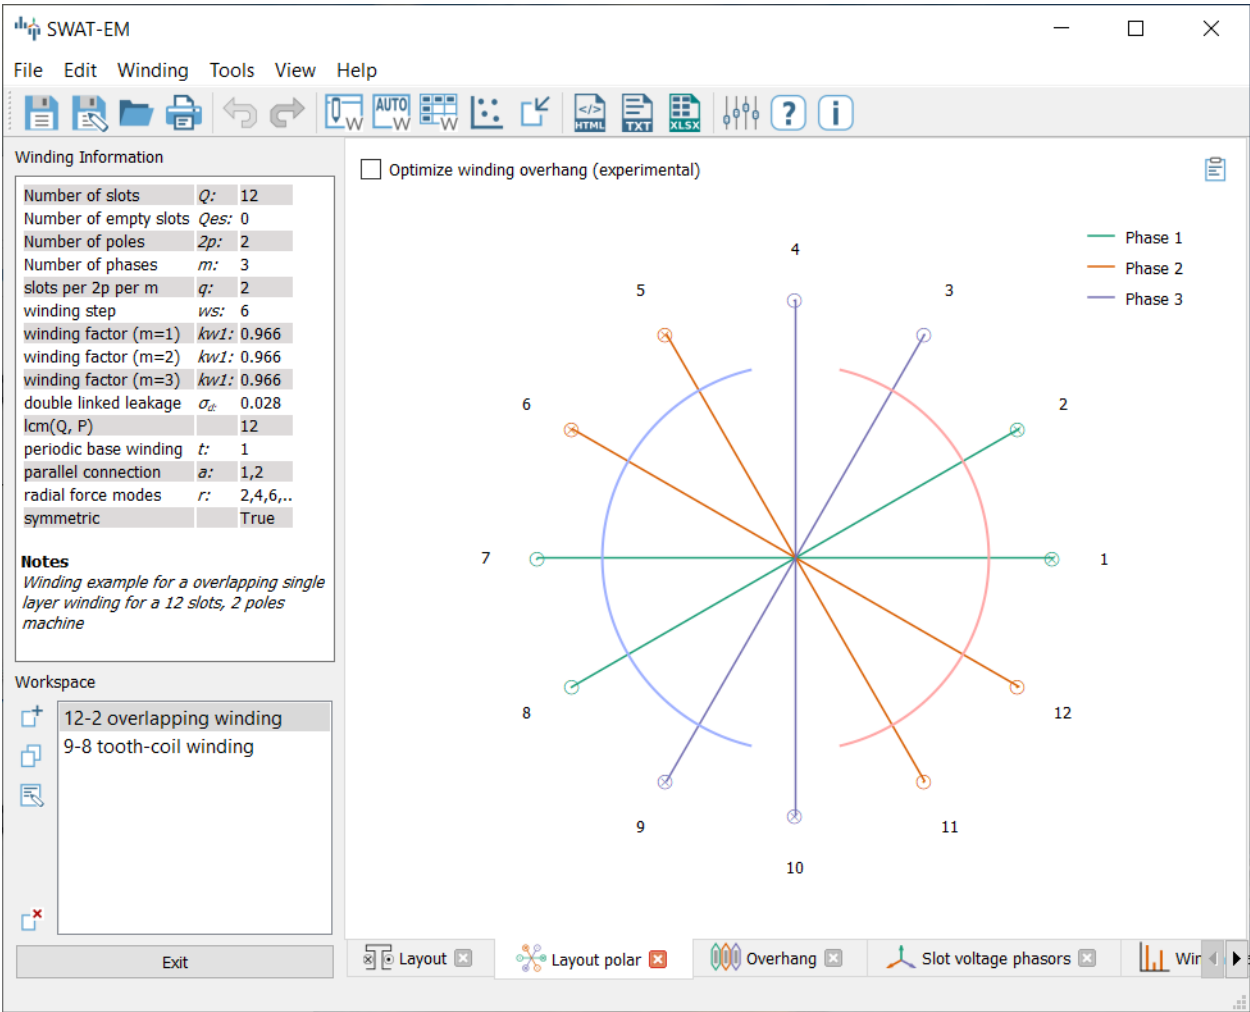 SWAT-EM
File Edit Winding Tools View Help
AUTO
W W W
HTML TXT XLSX ? i
Winding Information
Number of slots Q: 12
Number of empty slots Qes: 0
Number of poles 2p: 2
Number of phases m: 3
slots per 2p per m q: 2
winding step ws: 6
winding factor (m=1) kw1: 0.966
winding factor (m=2) kw1: 0.966
winding factor (m=3) kw1: 0.966
double linked leakage σd: 0.028
lcm(Q, P) 12
periodic base winding t: 1
parallel connection a: 1,2
radial force modes r: 2,4,6,..
symmetric True
Notes
Winding example for a overlapping single
layer winding for a 12 slots, 2 poles
machine
Workspace
12-2 overlapping winding
9-8 tooth-coil winding
Exit
Optimize winding overhang (experimental)
Phase 1
Phase 2
Phase 3
4
5 3
6 2
7 1
8 12
9 11
10
Layout Layout polar Overhang Slot voltage phasors